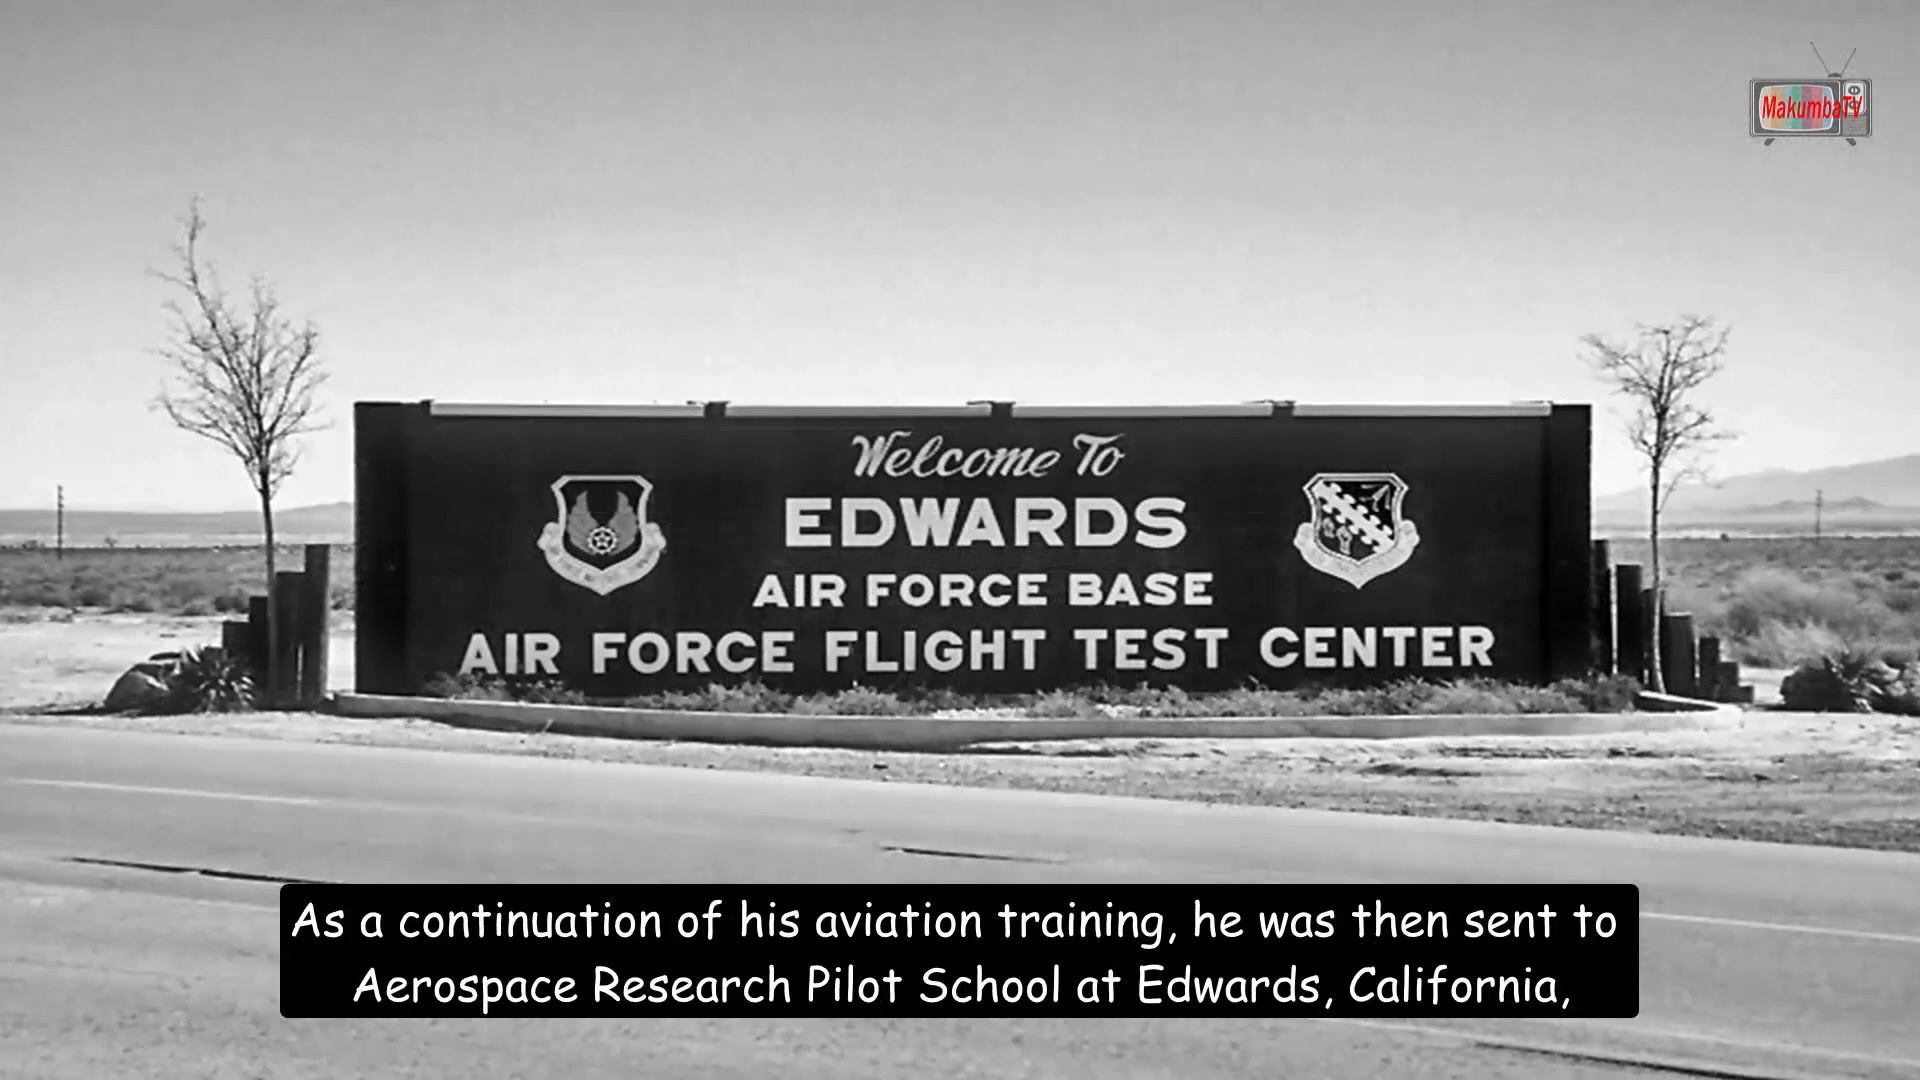 MakumbaTV
Welcome To
EDWARDS
AIR FORCE BASE
AIR FORCE FLIGHT TEST CENTER
As a continuation of his aviation training, he was then sent to
Aerospace Research Pilot School at Edwards, California,